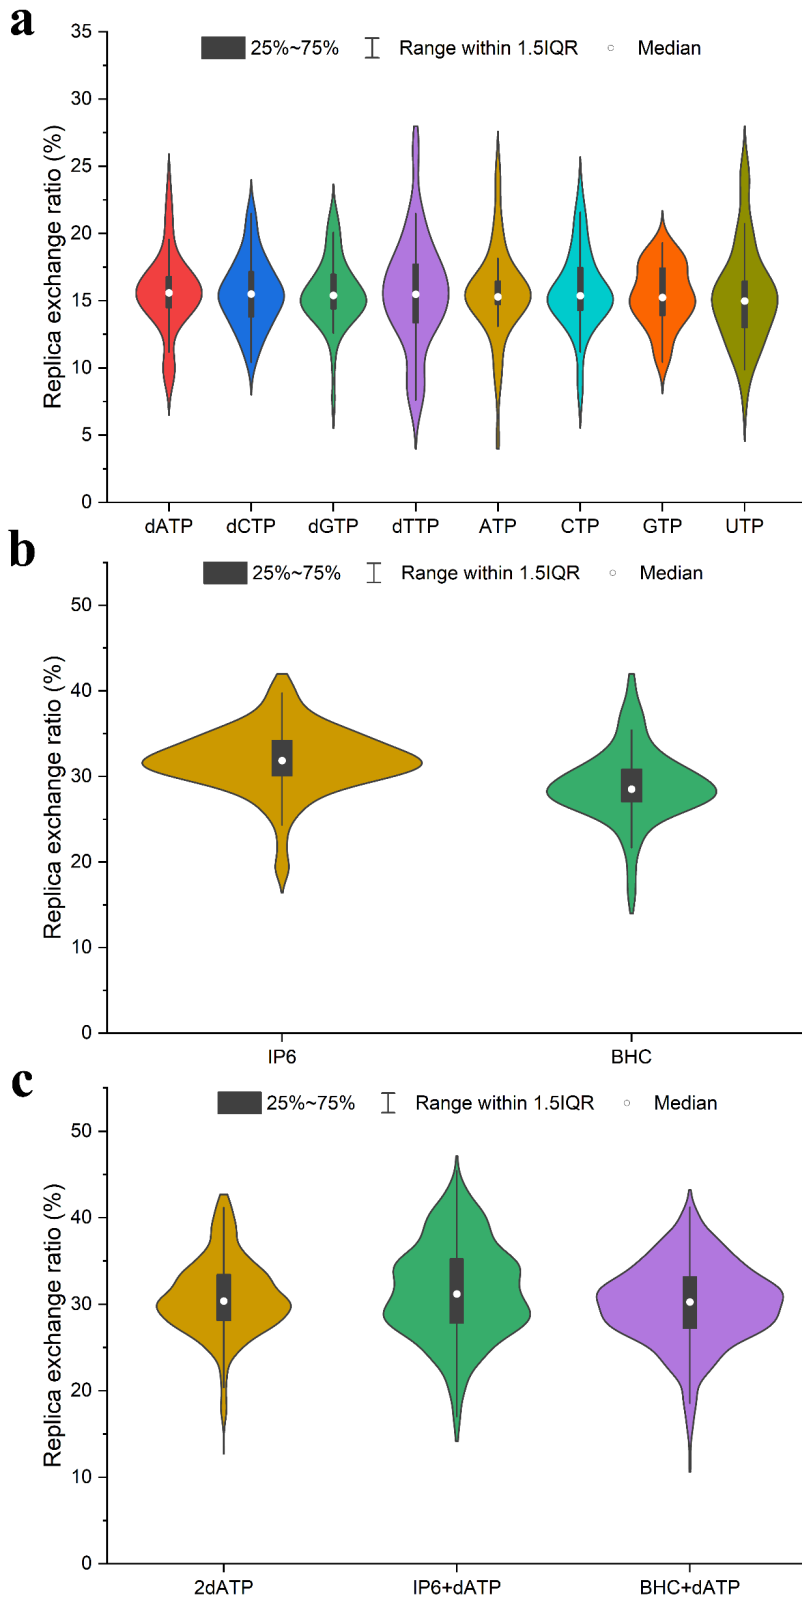 a
25%~75% Range within 1.5IQR Median
Replica exchange ratio (%)
35
30
25
20
15
10
5
0
dATP dCTP dGTP dTTP ATP CTP GTP UTP
b
25%~75% Range within 1.5IQR Median
Replica exchange ratio (%)
50
40
30
20
10
0
IP6 BHC
c
25%~75% Range within 1.5IQR Median
Replica exchange ratio (%)
50
40
30
20
10
0
2dATP IP6+dATP BHC+dATP